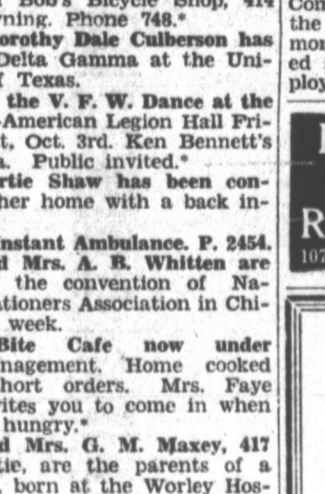 Bob's Bicycle Shop, 414
ning. Phone 748.*
orothy Dale Culberson has
Delta Gamma at the Uni-
f Texas.
the V. F. W. Dance at the
-American Legion Hall Fri-
t, Oct. 3rd. Ken Bennett's
a. Public invited.*
rtie Shaw has been con-
her home with a back in-
nstant Ambulance. P. 2454.
d Mrs. A. B. Whitten are
the convention of Na-
ationers Association in Chi-
week.
Bite Cafe now under
nagement. Home cooked
hort orders. Mrs. Faye
ites you to come in when
hungry.*
d Mrs. G. M. Maxey, 417
tie, are the parents of a
born at the Worley Hos-
Con
the
mor
ed
ploy
R
107